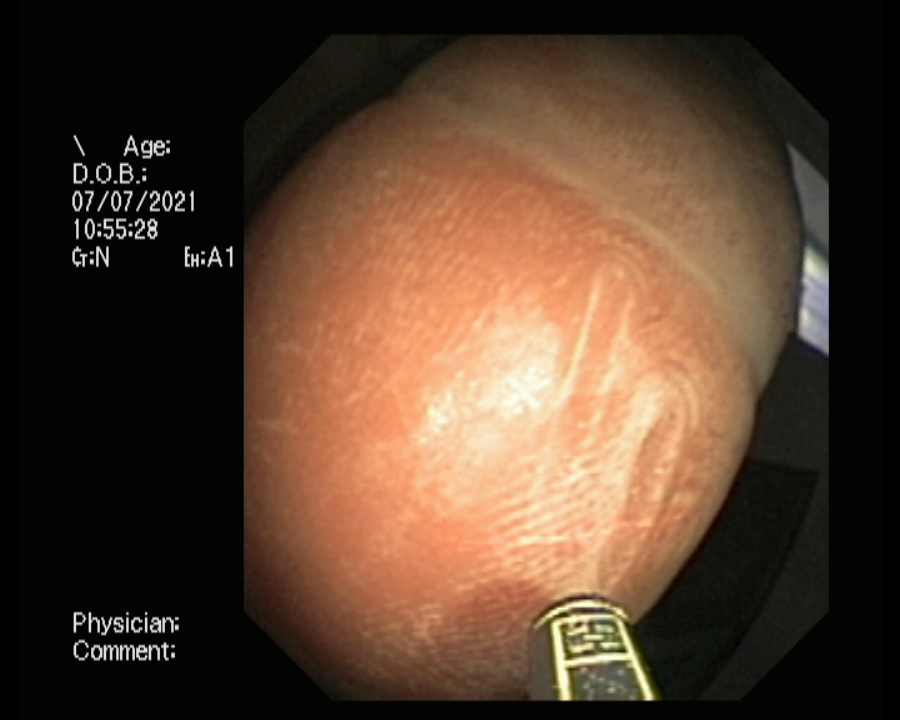 \ Age:
D.O.B.:
07/07/2021
10:55:28
Cr:N EH:A1
Physician:
Comment: